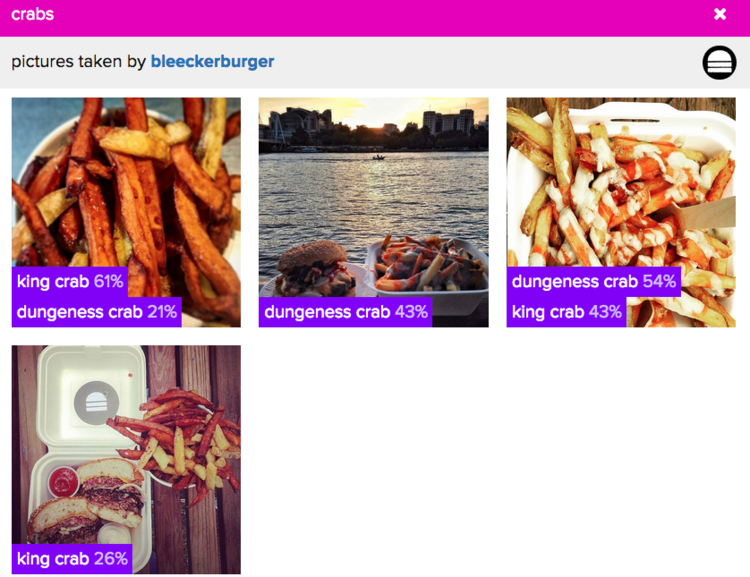 crabs ×
pictures taken by bleeckerburger
king crab 61%
dungeness crab 21%
dungeness crab 43%
dungeness crab 54%
king crab 43%
king crab 26%